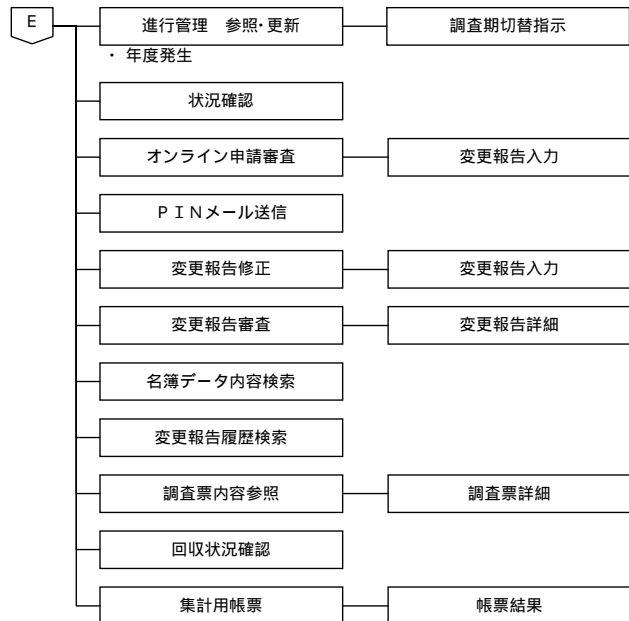 E
進行管理　参照・更新
調査期切替指示
・ 年度発生
状況確認
オンライン申請審査
変更報告入力
ＰＩＮメール送信
変更報告修正
変更報告入力
変更報告審査
変更報告詳細
名簿データ内容検索
変更報告履歴検索
調査票内容参照
調査票詳細
回収状況確認
集計用帳票
帳票結果